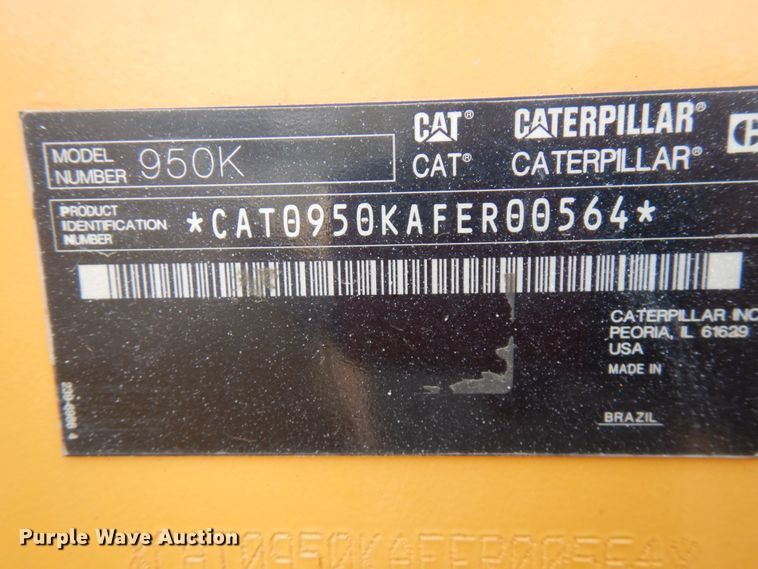 MODEL NUMBER 950K
CAT® CATERPILLAR®
CAT® CATERPILLAR®
PRODUCT IDENTIFICATION NUMBER *CAT0950KAFER00564*
CATERPILLAR INC
PEORIA, IL 61629
USA
MADE IN
BRAZIL
Purple Wave Auction